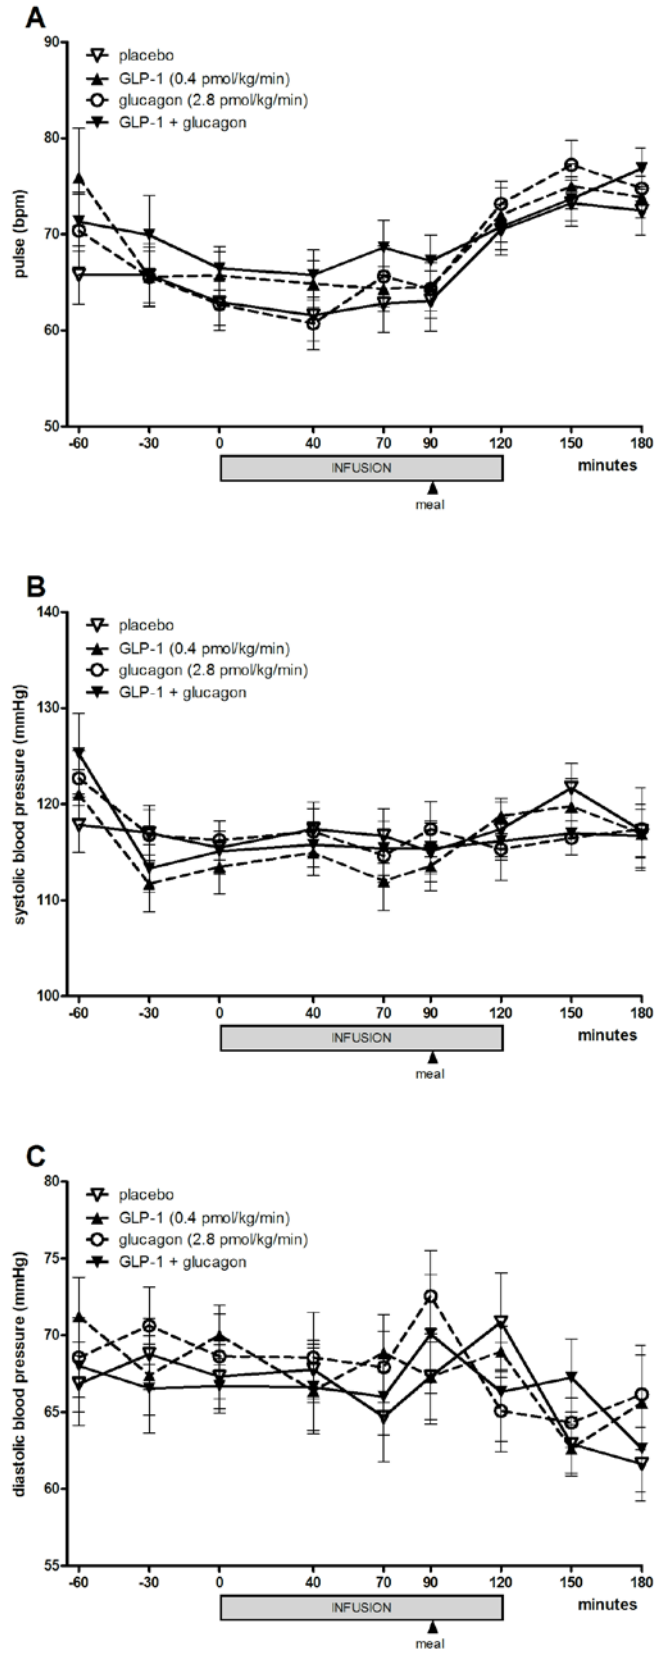 A
90
80
70
60
50
pulse (bpm)
placebo
GLP-1 (0.4 pmol/kg/min)
glucagon (2.8 pmol/kg/min)
GLP-1 + glucagon
-60 -30 0 40 70 90 120 150 180
INFUSION
minutes
meal
B
140
130
120
110
100
systolic blood pressure (mmHg)
placebo
GLP-1 (0.4 pmol/kg/min)
glucagon (2.8 pmol/kg/min)
GLP-1 + glucagon
-60 -30 0 40 70 90 120 150 180
INFUSION
minutes
meal
C
80
75
70
65
60
55
diastolic blood pressure (mmHg)
placebo
GLP-1 (0.4 pmol/kg/min)
glucagon (2.8 pmol/kg/min)
GLP-1 + glucagon
-60 -30 0 40 70 90 120 150 180
INFUSION
minutes
meal